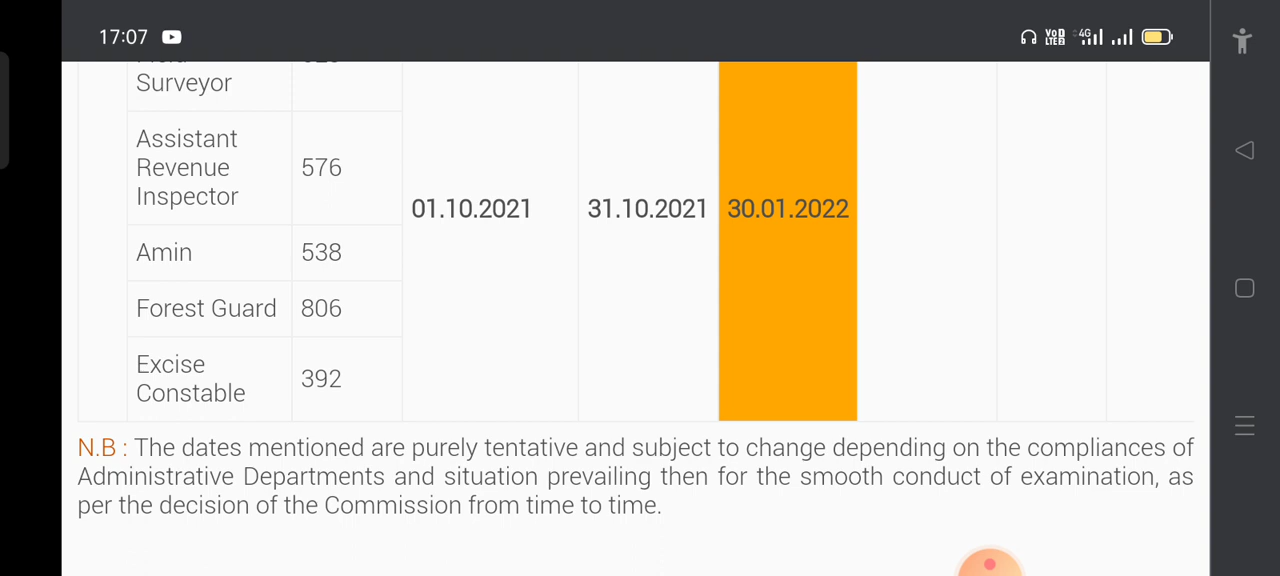 17:07
VoD
LTE2
4G
Surveyor
Assistant
Revenue
Inspector
576
01.10.2021
31.10.2021
30.01.2022
Amin
538
Forest Guard
806
Excise
Constable
392
N.B : The dates mentioned are purely tentative and subject to change depending on the compliances of
Administrative Departments and situation prevailing then for the smooth conduct of examination, as
per the decision of the Commission from time to time.